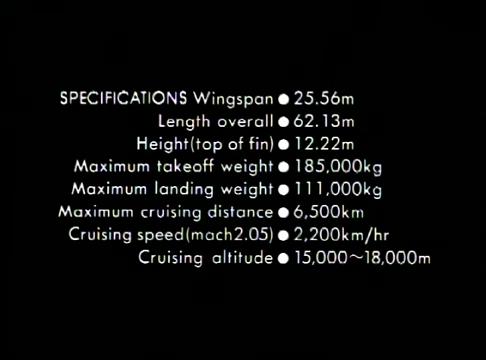 SPECIFICATIONS Wingspan ● 25.56m
Length overall ● 62.13m
Height(top of fin) ● 12.22m
Maximum takeoff weight ● 185,000kg
Maximum landing weight ● 111,000kg
Maximum cruising distance ● 6,500km
Cruising speed(mach2.05) ● 2,200km/hr
Cruising altitude ● 15,000~18,000m